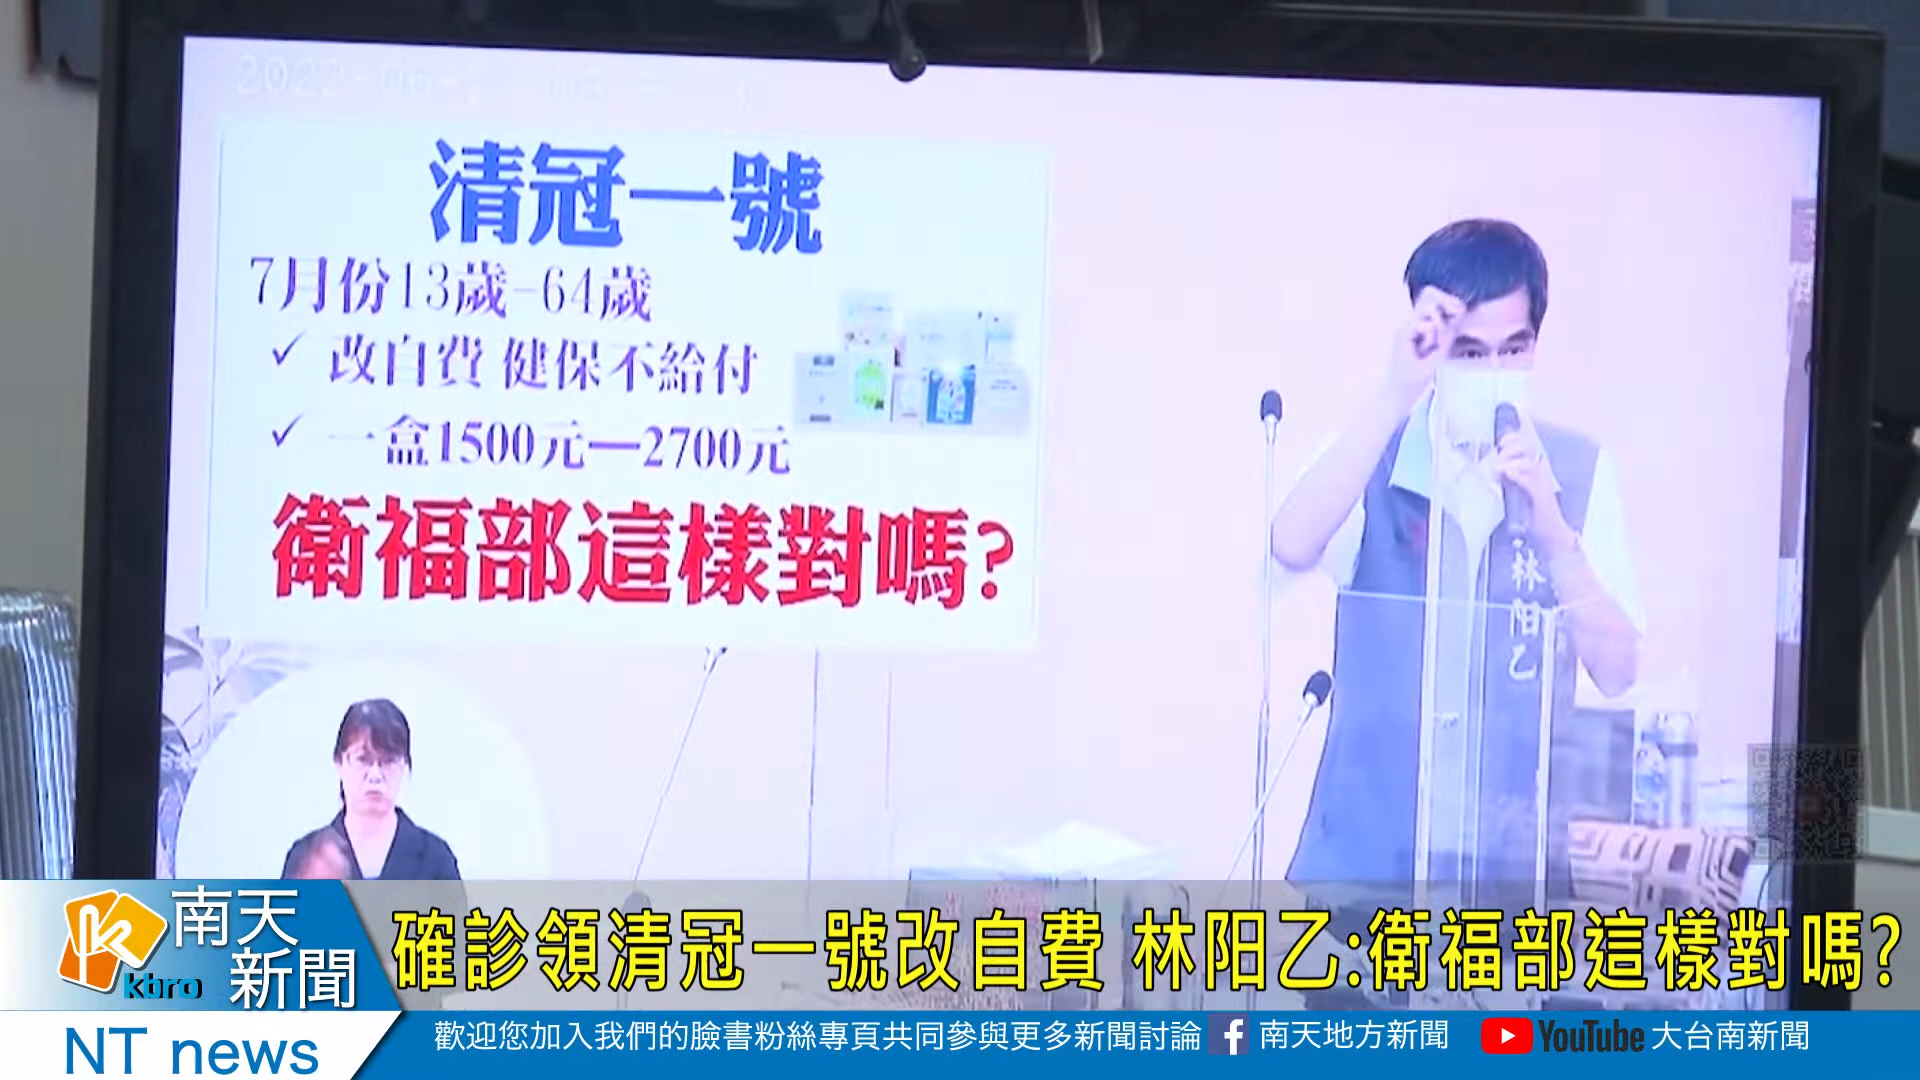 清冠一號
7月份13歲-64歲
✓ 改自費 健保不給付
✓ 一盒1500元—2700元
衛福部這樣對嗎?
林阳乙
南天新聞
kbro
確診領清冠一號改自費 林阳乙:衛福部這樣對嗎?
NT news
歡迎您加入我們的臉書粉絲專頁共同參與更多新聞討論 南天地方新聞 YouTube 大台南新聞